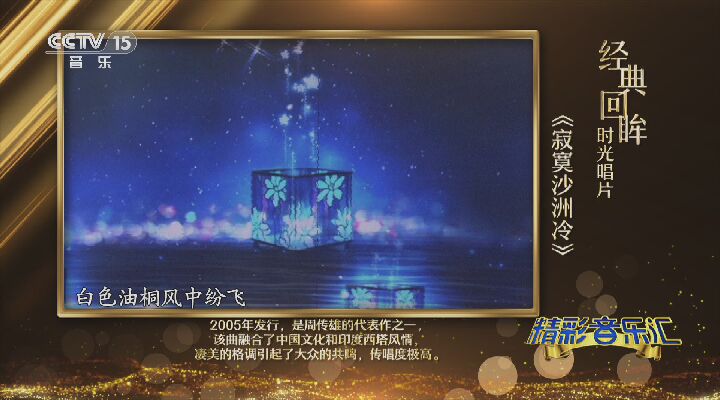 CCTV 15
音乐
经典回眸
时光唱片
《寂寞沙洲冷》
白色油桐风中纷飞
2005年发行，是周传雄的代表作之一，
该曲融合了中国文化和印度西塔风情，
凄美的格调引起了大众的共鸣，传唱度极高。
精彩音乐汇